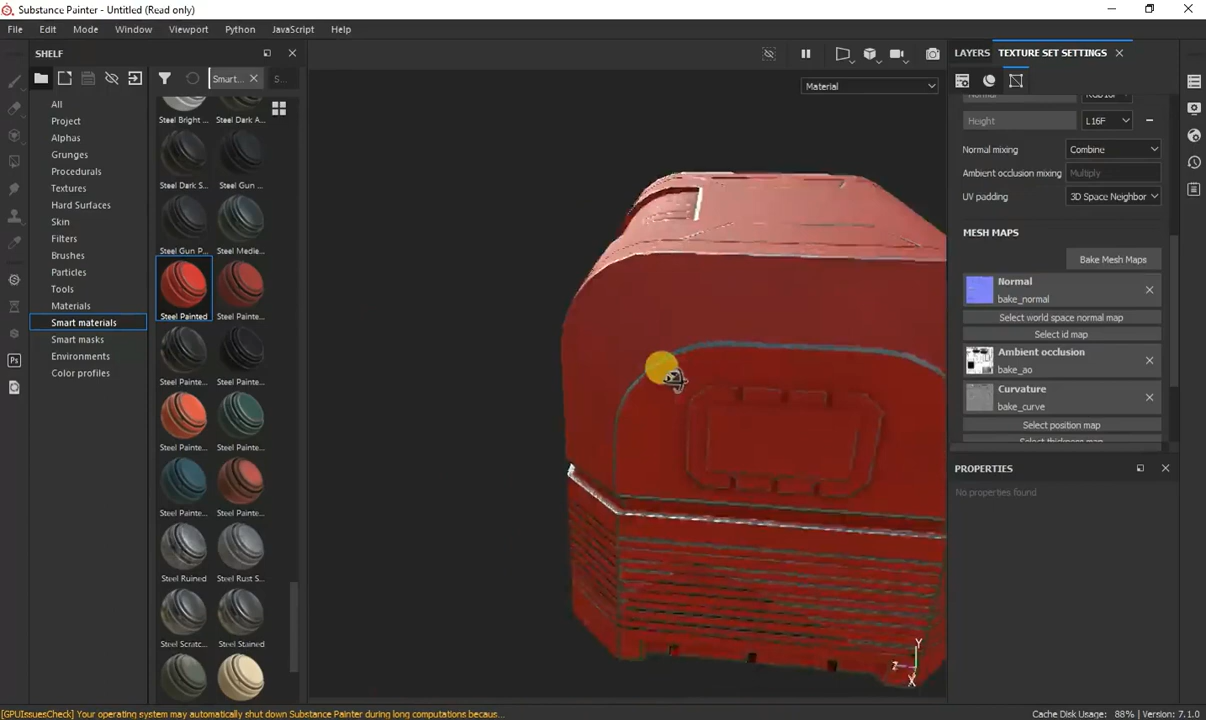 Substance Painter - Untitled (Read only)
File Edit Mode Window Viewport Python JavaScript Help
SHELF
LAYERS TEXTURE SET SETTINGS
Smart... S...
Material
All
Project
Alphas
Grunges
Procedurals
Textures
Hard Surfaces
Skin
Filters
Brushes
Particles
Tools
Materials
Smart materials
Smart masks
Environments
Color profiles
Steel Bright ... Steel Dark A...
Steel Dark S... Steel Gun ...
Steel Gun P... Steel Medie...
Steel Painted Steel Painte...
Steel Painte... Steel Painte...
Steel Painte... Steel Painte...
Steel Painte... Steel Painte...
Steel Ruined Steel Rust S...
Steel Scratc... Steel Stained
Normal RGB16F
Height L16F
Normal mixing Combine
Ambient occlusion mixing Multiply
UV padding 3D Space Neighbor
MESH MAPS
Bake Mesh Maps
Normal
bake_normal
Select world space normal map
Select id map
Ambient occlusion
bake_ao
Curvature
bake_curve
Select position map
Select thickness map
PROPERTIES
No properties found
Ps
Y
Z
X
[GPUIssuesCheck] Your operating system may automatically shut down Substance Painter during long computations becaus...
Cache Disk Usage: 88% | Version: 7.1.0